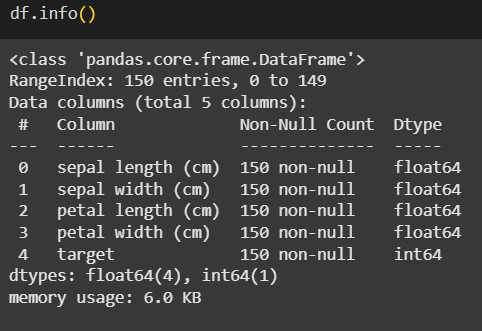 df.info()
<class 'pandas.core.frame.DataFrame'>
RangeIndex: 150 entries, 0 to 149
Data columns (total 5 columns):
 #   Column             Non-Null Count  Dtype
---  ------             --------------  -----
 0   sepal length (cm)  150 non-null    float64
 1   sepal width (cm)   150 non-null    float64
 2   petal length (cm)  150 non-null    float64
 3   petal width (cm)   150 non-null    float64
 4   target             150 non-null    int64
dtypes: float64(4), int64(1)
memory usage: 6.0 KB